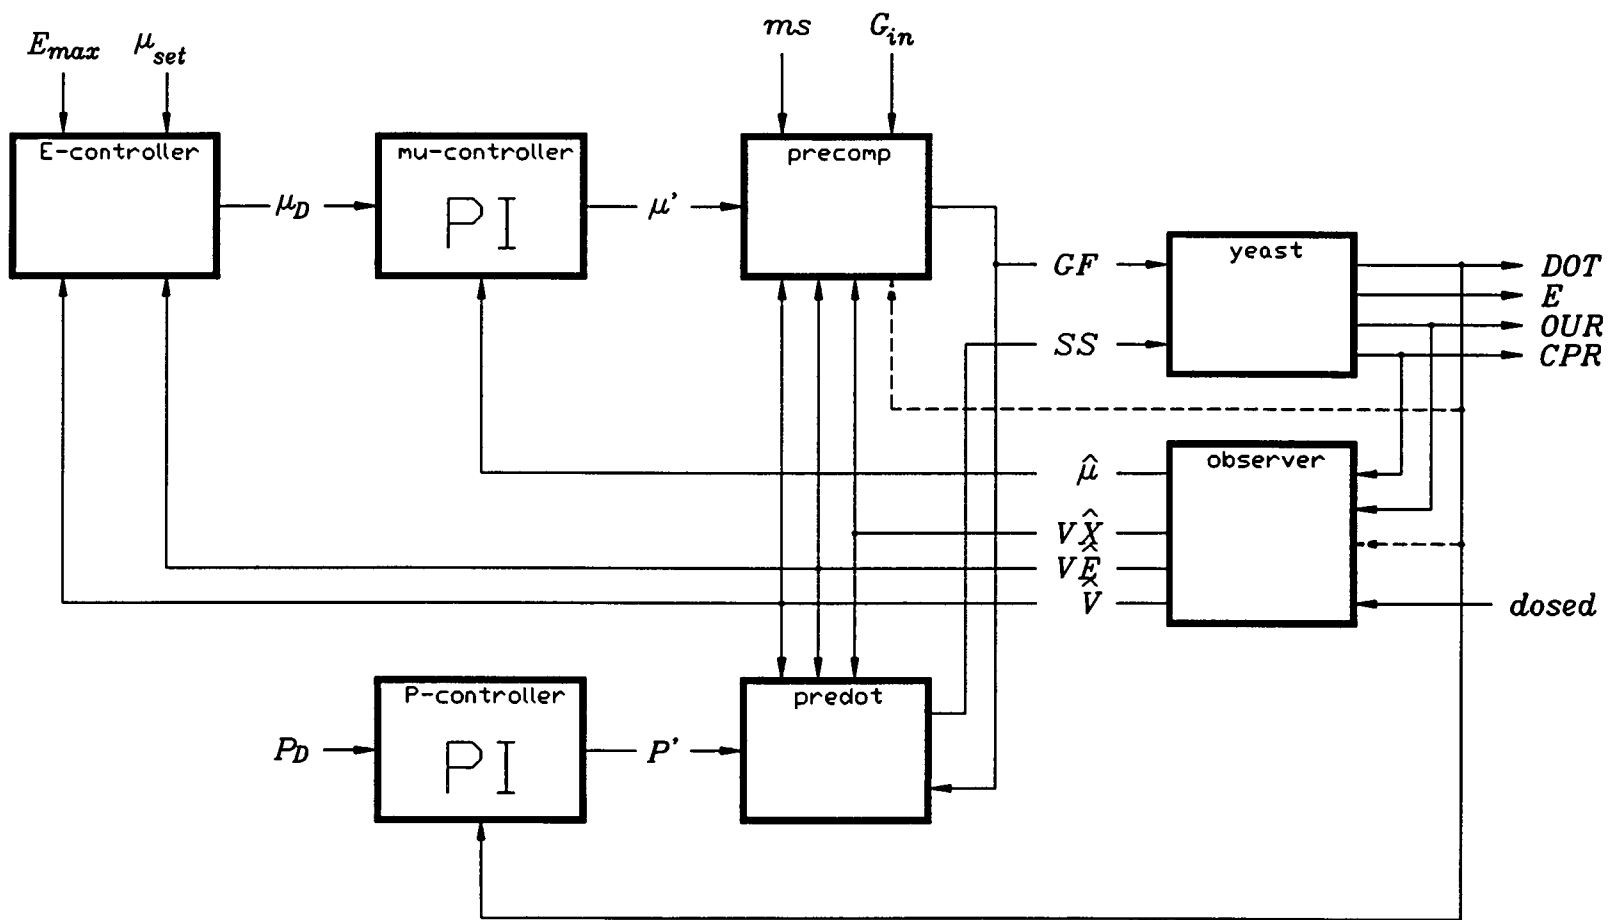 E_max μ_set ms G_in
E-controller mu-controller precomp
μ_D PI μ'
yeast
GF DOT
E
SS OUR
CPR
observer
μ̂
VX̂
VÊ
V̂ dosed
P-controller predot
P_D PI P'